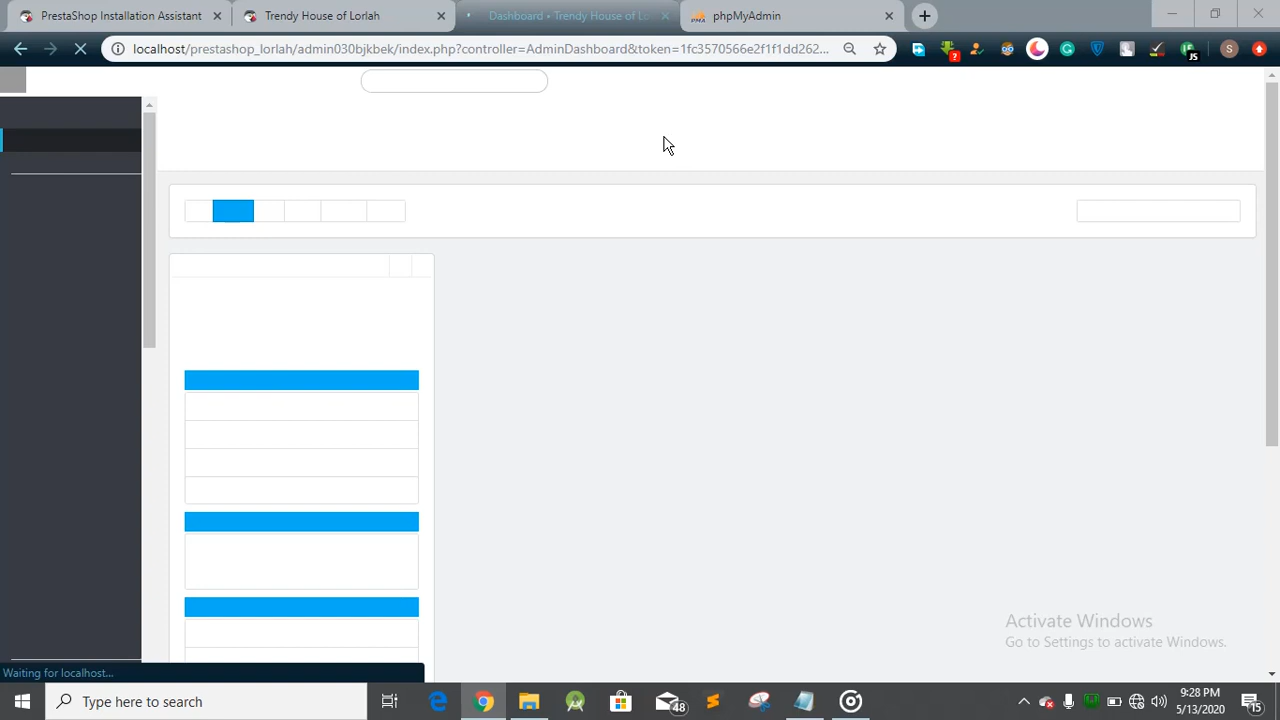 PrestaShop Installation Assistant
Trendy House of Lorlah
Dashboard • Trendy House of Lo
phpMyAdmin
localhost/prestashop_lorlah/admin030bjkbek/index.php?controller=AdminDashboard&token=1fc3570566e2f1f1dd262...
?
JS
S
Activate Windows
Go to Settings to activate Windows.
Waiting for localhost...
Type here to search
48
9:28 PM
5/13/2020
15